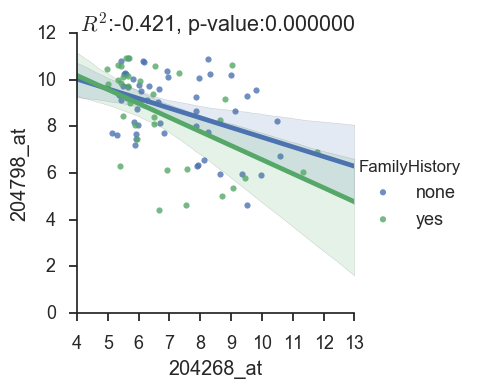 R²:-0.421, p-value:0.000000
12
10
8
6
4
2
0
204798_at
4 5 6 7 8 9 10 11 12 13
204268_at
FamilyHistory
none
yes